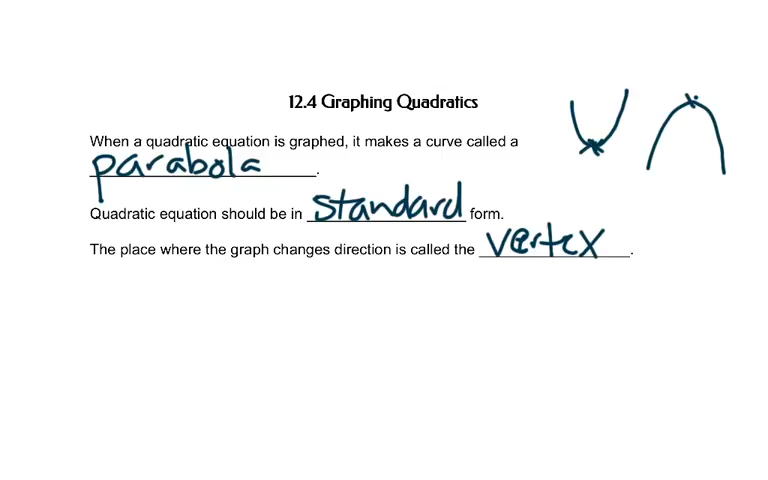 12.4 Graphing Quadratics
When a quadratic equation is graphed, it makes a curve called a
parabola.
Quadratic equation should be in standard form.
The place where the graph changes direction is called the vertex.